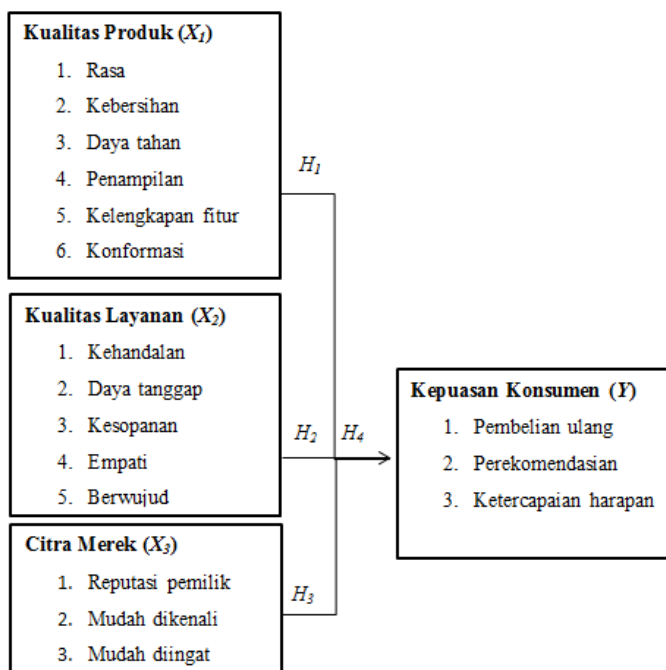 Kualitas Produk (X₁)
1. Rasa
2. Kebersihan
3. Daya tahan
4. Penampilan
5. Kelengkapan fitur
6. Konformasi
H₁
Kualitas Layanan (X₂)
1. Kehandalan
2. Daya tanggap
3. Kesopanan
4. Empati
5. Berwujud
H₂
H₄
Kepuasan Konsumen (Y)
1. Pembelian ulang
2. Perekomendasian
3. Ketercapaian harapan
Citra Merek (X₃)
1. Reputasi pemilik
2. Mudah dikenali
3. Mudah diingat
H₃